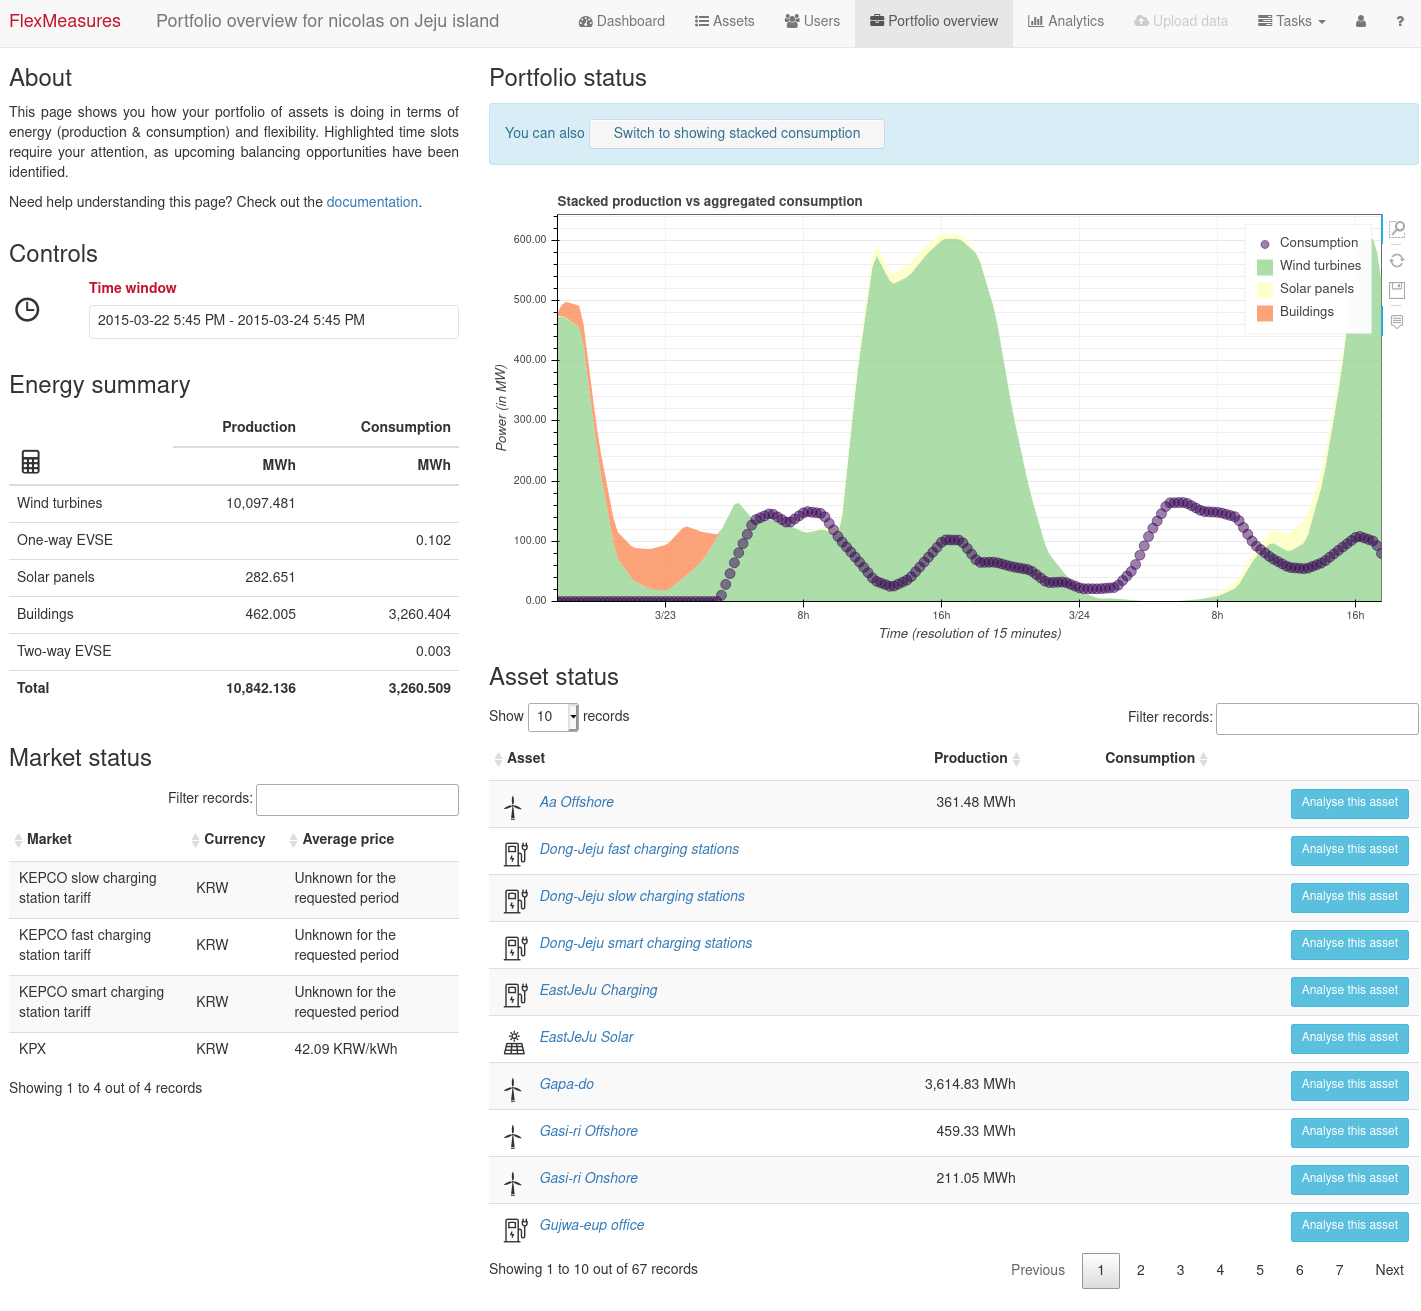 FlexMeasures
Portfolio overview for nicolas on Jeju island
Dashboard
Assets
Users
Portfolio overview
Analytics
Upload data
Tasks
?
About
This page shows you how your portfolio of assets is doing in terms of
energy (production & consumption) and flexibility. Highlighted time slots
require your attention, as upcoming balancing opportunities have been
identified.
Need help understanding this page? Check out the documentation.
Controls
Time window
2015-03-22 5:45 PM - 2015-03-24 5:45 PM
Energy summary
Production Consumption
MWh MWh
Wind turbines 10,097.481
One-way EVSE 0.102
Solar panels 282.651
Buildings 462.005 3,260.404
Two-way EVSE 0.003
Total 10,842.136 3,260.509
Market status
Filter records:
Market Currency Average price
KEPCO slow charging
station tariff
KRW
Unknown for the
requested period
KEPCO fast charging
station tariff
KRW
Unknown for the
requested period
KEPCO smart charging
station tariff
KRW
Unknown for the
requested period
KPX KRW 42.09 KRW/kWh
Showing 1 to 4 out of 4 records
Portfolio status
You can also Switch to showing stacked consumption
Stacked production vs aggregated consumption
Power (in MW)
600.00
500.00
400.00
300.00
200.00
100.00
0.00
Consumption
Wind turbines
Solar panels
Buildings
3/23 8h 16h 3/24 8h 16h
Time (resolution of 15 minutes)
Asset status
Show 10 records
Filter records:
Asset Production Consumption
Aa Offshore 361.48 MWh Analyse this asset
Dong-Jeju fast charging stations Analyse this asset
Dong-Jeju slow charging stations Analyse this asset
Dong-Jeju smart charging stations Analyse this asset
EastJeJu Charging Analyse this asset
EastJeJu Solar Analyse this asset
Gapa-do 3,614.83 MWh Analyse this asset
Gasi-ri Offshore 459.33 MWh Analyse this asset
Gasi-ri Onshore 211.05 MWh Analyse this asset
Gujwa-eup office Analyse this asset
Showing 1 to 10 out of 67 records
Previous 1 2 3 4 5 6 7 Next